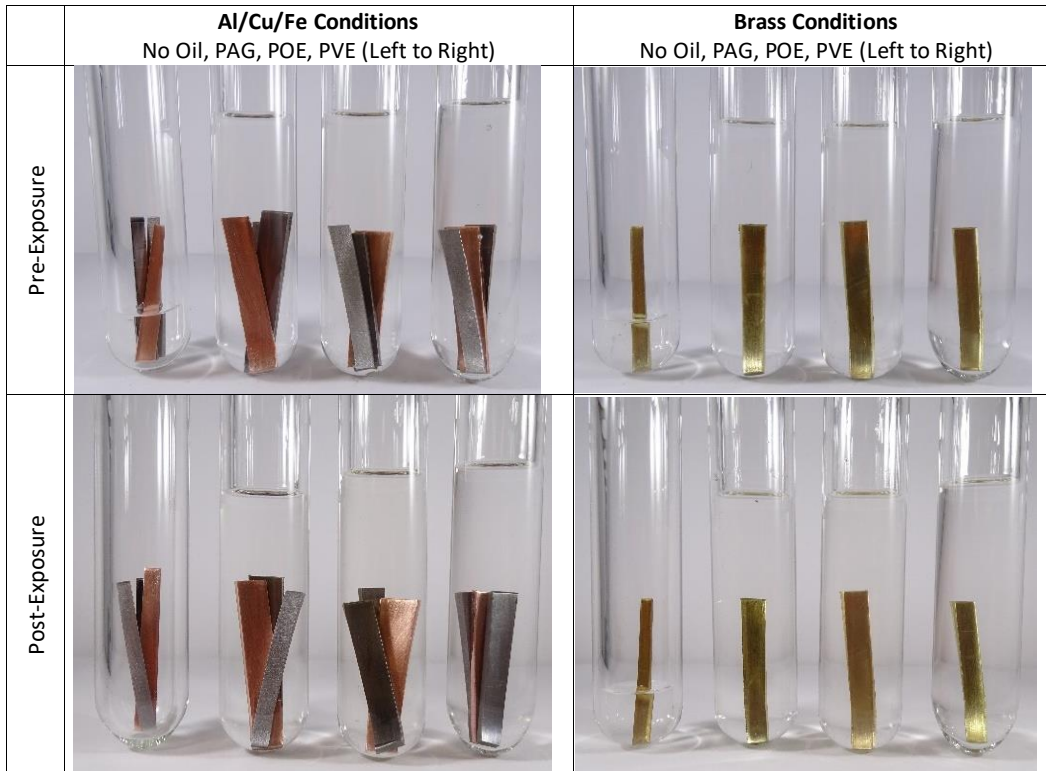 Al/Cu/Fe Conditions
No Oil, PAG, POE, PVE (Left to Right)
Brass Conditions
No Oil, PAG, POE, PVE (Left to Right)
Pre-Exposure
Post-Exposure